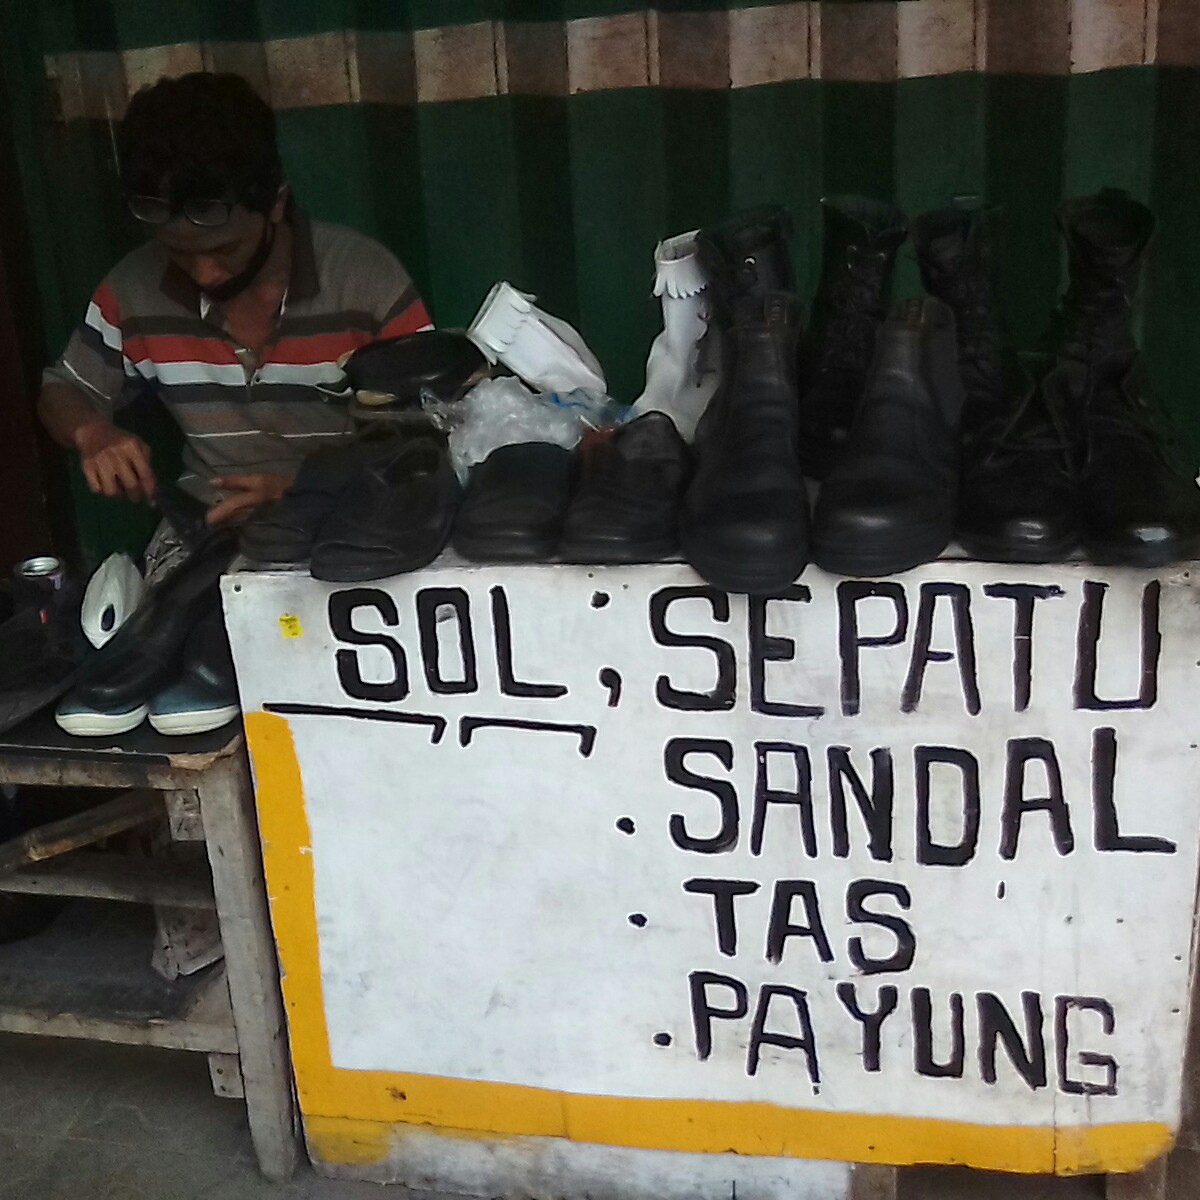 SOL ; SEPATU
. SANDAL
. TAS
. PAYUNG